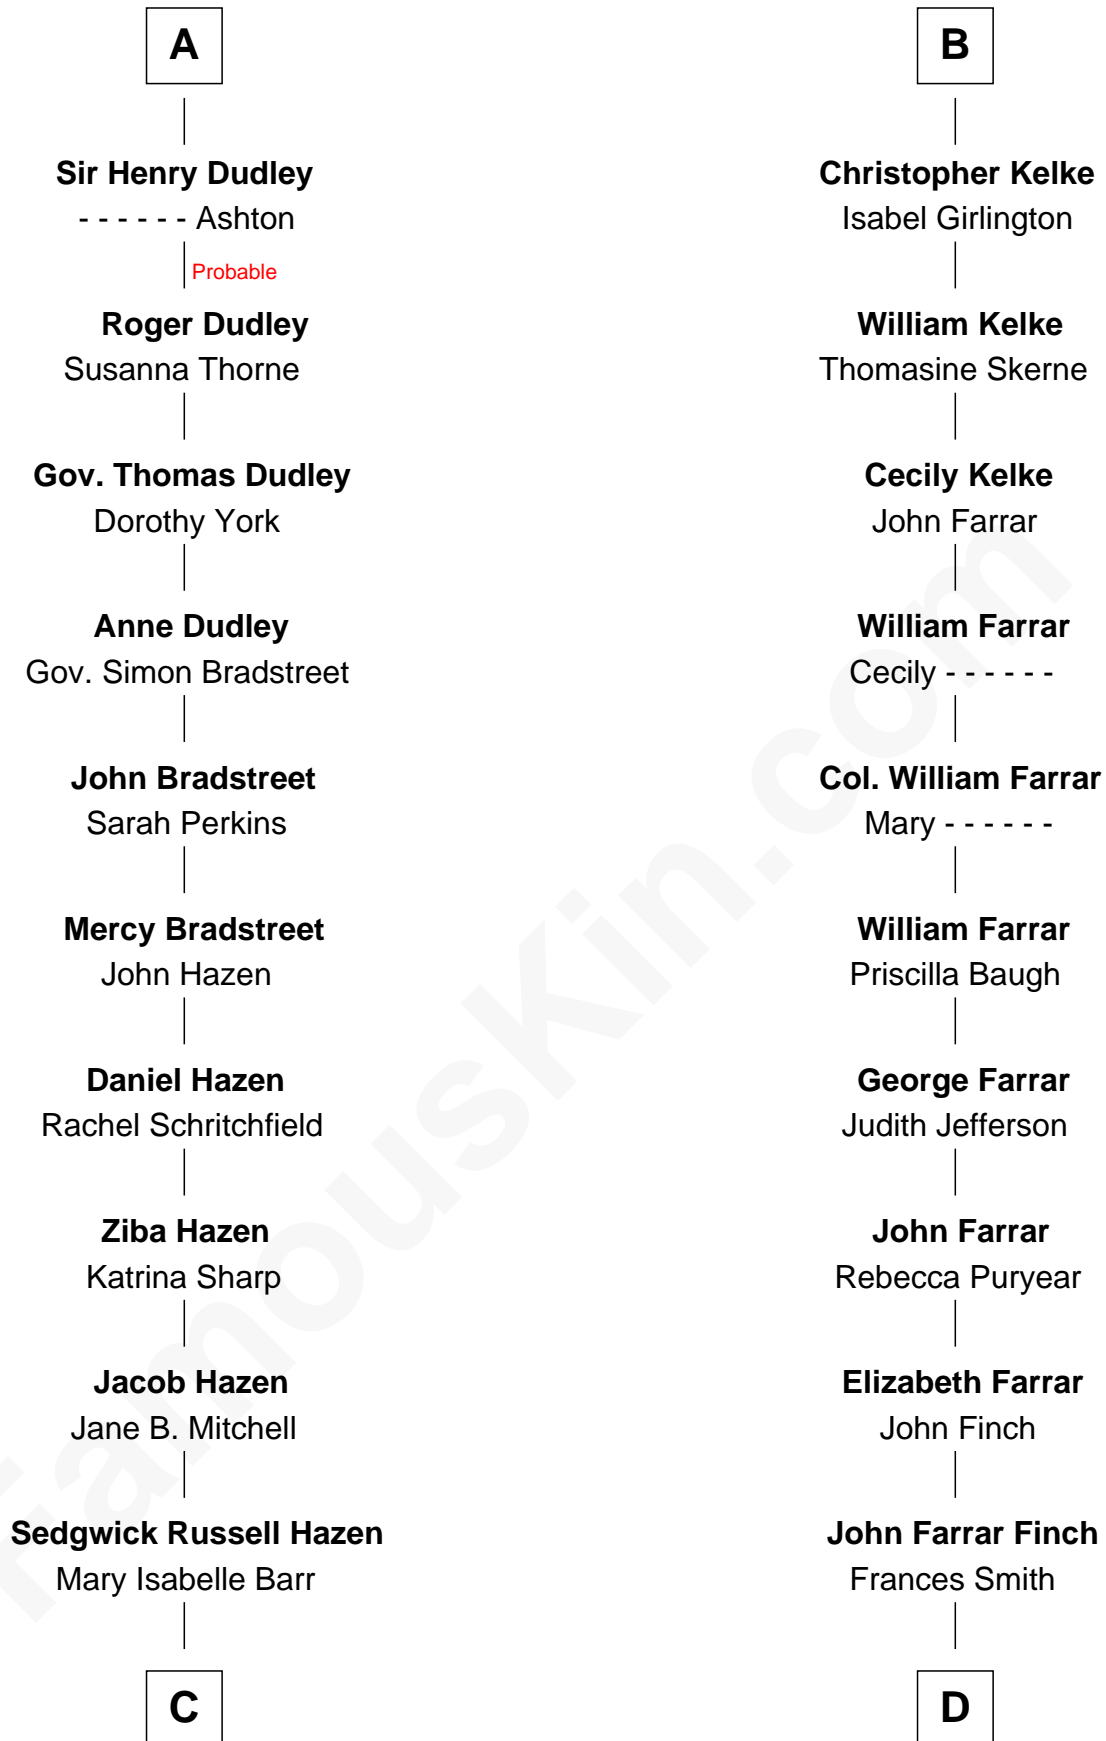 A
Sir Henry Dudley
- - - - - - Ashton
Probable
Roger Dudley
Susanna Thorne
Gov. Thomas Dudley
Dorothy York
Anne Dudley
Gov. Simon Bradstreet
John Bradstreet
Sarah Perkins
Mercy Bradstreet
John Hazen
Daniel Hazen
Rachel Schritchfield
Ziba Hazen
Katrina Sharp
Jacob Hazen
Jane B. Mitchell
Sedgwick Russell Hazen
Mary Isabelle Barr
C
B
Christopher Kelke
Isabel Girlington
William Kelke
Thomasine Skerne
Cecily Kelke
John Farrar
William Farrar
Cecily - - - - - -
Col. William Farrar
Mary - - - - - -
William Farrar
Priscilla Baugh
George Farrar
Judith Jefferson
John Farrar
Rebecca Puryear
Elizabeth Farrar
John Finch
John Farrar Finch
Frances Smith
D
FamousKin.com